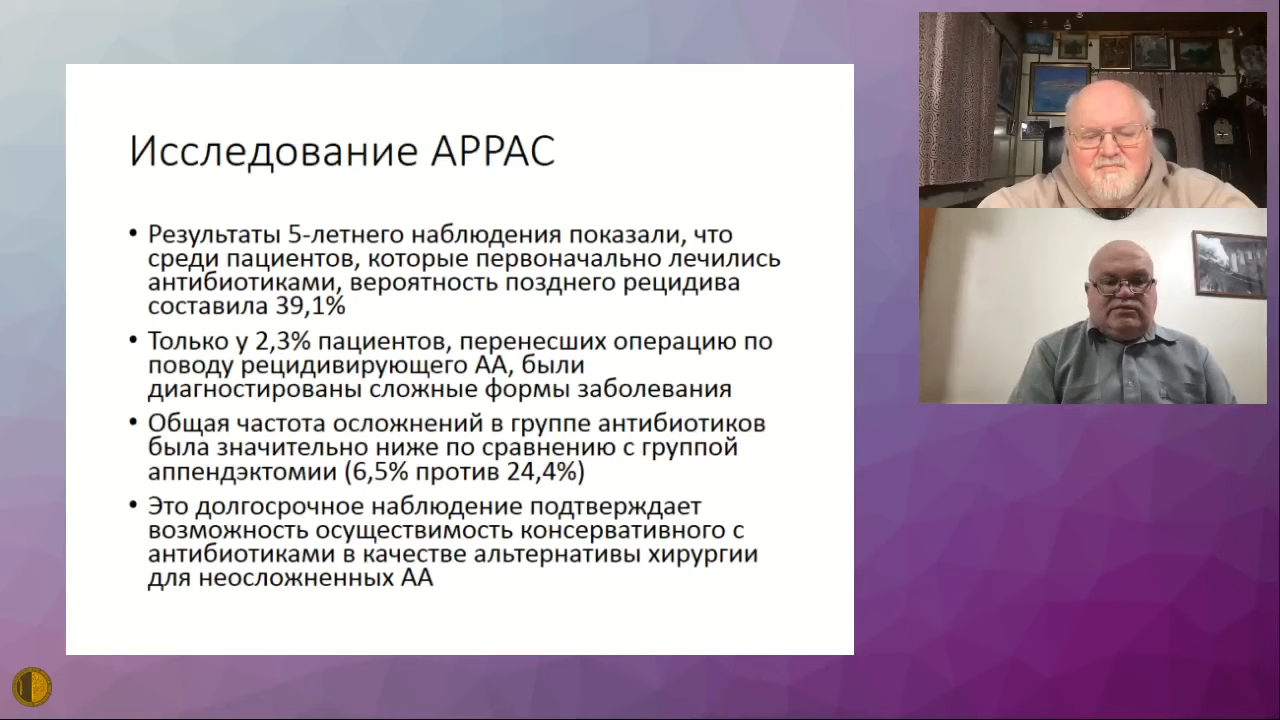 Исследование APPAC
• Результаты 5-летнего наблюдения показали, что
среди пациентов, которые первоначально лечились
антибиотиками, вероятность позднего рецидива
составила 39,1%
• Только у 2,3% пациентов, перенесших операцию по
поводу рецидивирующего АА, были
диагностированы сложные формы заболевания
• Общая частота осложнений в группе антибиотиков
была значительно ниже по сравнению с группой
аппендэктомии (6,5% против 24,4%)
• Это долгосрочное наблюдение подтверждает
возможность осуществимость консервативного с
антибиотиками в качестве альтернативы хирургии
для неосложненных АА